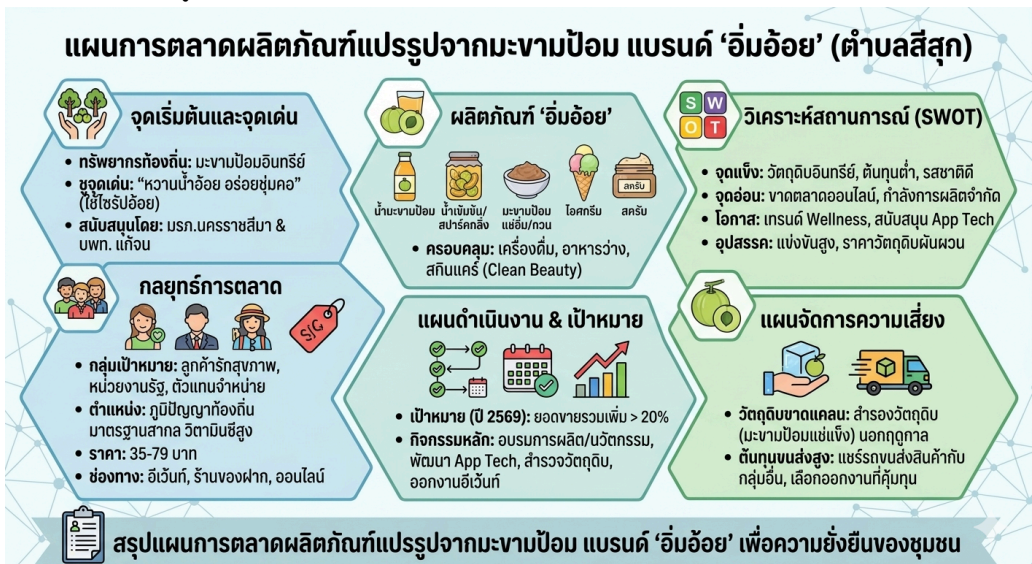 แผนการตลาดผลิตภัณฑ์แปรรูปจากมะขามป้อม แบรนด์ ‘อิ่มอ้อย’ (ตำบลสีสุก)
จุดเริ่มต้นและจุดเด่น
• ทรัพยากรท้องถิ่น: มะขามป้อมอินทรีย์
• ชูจุดเด่น: “หวานน้ำอ้อย อร่อยชุ่มคอ”
(ใช้ไซรัปอ้อย)
• สนับสนุนโดย: มรภ.นครราชสีมา &
บพท. แก้จน
ผลิตภัณฑ์ ‘อิ่มอ้อย’
สครับ
น้ำมะขามป้อม
น้ำเข้มข้น/
สปาร์คกลิ้ง
มะขามป้อม
แช่อิ่ม/กวน
ไอศกรีม
สครับ
• ครอบคลุม: เครื่องดื่ม, อาหารว่าง,
สกินแคร์ (Clean Beauty)
S W
O T
วิเคราะห์สถานการณ์ (SWOT)
• จุดแข็ง: วัตถุดิบอินทรีย์, ต้นทุนต่ำ, รสชาติดี
• จุดอ่อน: ขาดตลาดออนไลน์, กำลังการผลิตจำกัด
• โอกาส: เทรนด์ Wellness, สนับสนุน App Tech
• อุปสรรค: แข่งขันสูง, ราคาวัตถุดิบผันผวน
กลยุทธ์การตลาด
• กลุ่มเป้าหมาย: ลูกค้ารักสุขภาพ,
หน่วยงานรัฐ, ตัวแทนจำหน่าย
• ตำแหน่ง: ภูมิปัญญาท้องถิ่น
มาตรฐานสากล วิตามินซีสูง
• ราคา: 35-79 บาท
• ช่องทาง: อีเว้นท์, ร้านของฝาก, ออนไลน์
แผนดำเนินงาน & เป้าหมาย
• เป้าหมาย (ปี 2569): ยอดขายรวมเพิ่ม > 20%
• กิจกรรมหลัก: อบรมการผลิต/นวัตกรรม,
พัฒนา App Tech, สำรวจวัตถุดิบ,
ออกงานอีเว้นท์
แผนจัดการความเสี่ยง
• วัตถุดิบขาดแคลน: สำรองวัตถุดิบ
(มะขามป้อมแช่แข็ง) นอกฤดูกาล
• ต้นทุนขนส่งสูง: แชร์รถขนส่งสินค้ากับ
กลุ่มอื่น, เลือกออกงานที่คุ้มทุน
สรุปแผนการตลาดผลิตภัณฑ์แปรรูปจากมะขามป้อม แบรนด์ ‘อิ่มอ้อย’ เพื่อความยั่งยืนของชุมชน